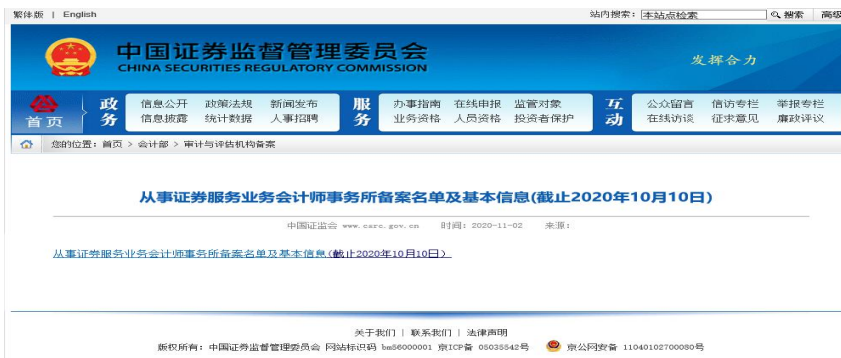 繁体版 | English 站内搜索: 本站点检索 搜索 高级
中国证券监督管理委员会
CHINA SECURITIES REGULATORY COMMISSION
发挥合力
首页
政务
信息公开 政策法规 新闻发布
信息披露 统计数据 人事招聘
服务
办事指南 在线申报 监管对象
业务资格 人员资格 投资者保护
互动
公众留言 信访专栏 举报专栏
在线访谈 征求意见 廉政评议
您的位置: 首页 > 会计部 > 审计与评估机构备案
从事证券服务业务会计师事务所备案名单及基本信息(截止2020年10月10日)
中国证监会 www.csrc.gov.cn 时间: 2020-11-02 来源:
从事证券服务业务会计师事务所备案名单及基本信息(截止2020年10月10日)
关于我们 | 联系我们 | 法律声明
版权所有: 中国证券监督管理委员会 网站标识码 bm56000001 京ICP备 05035542号 京公网安备 11040102700080号